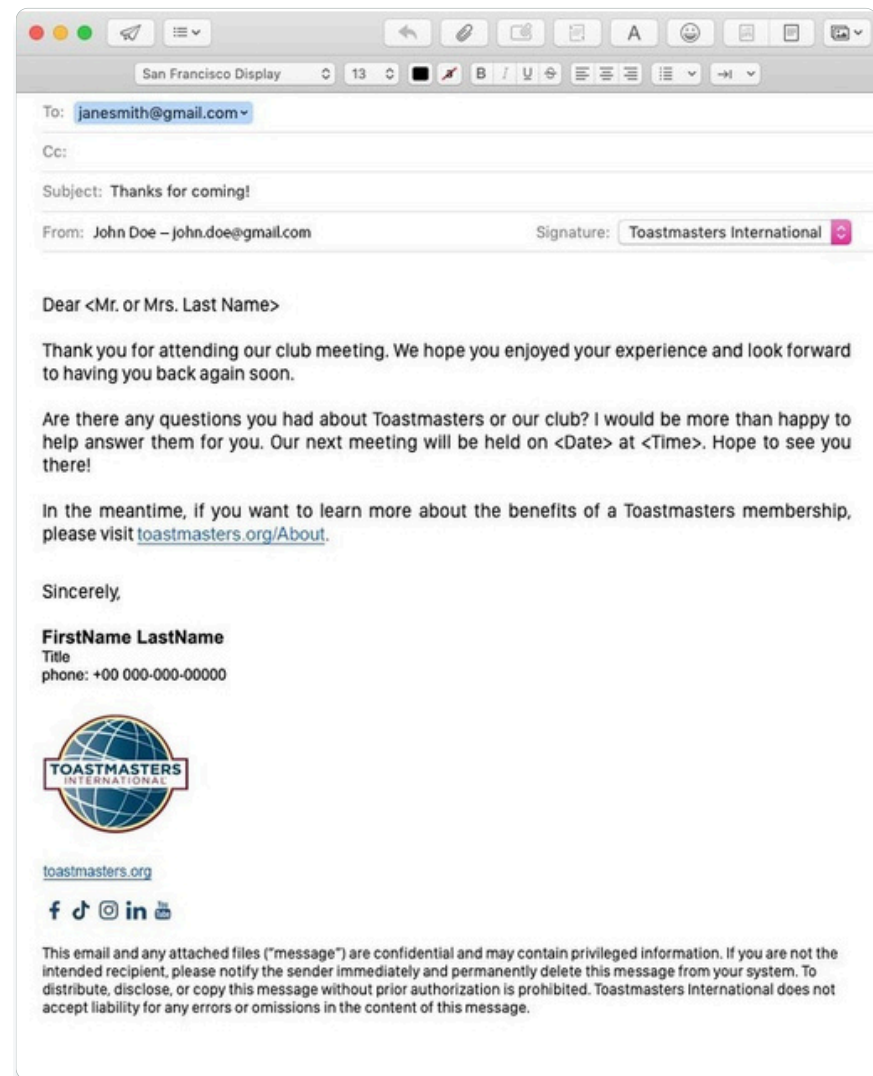 San Francisco Display 13 B I U S
To: janesmith@gmail.com
Cc:
Subject: Thanks for coming!
From: John Doe – john.doe@gmail.com Signature: Toastmasters International
Dear <Mr. or Mrs. Last Name>
Thank you for attending our club meeting. We hope you enjoyed your experience and look forward
to having you back again soon.
Are there any questions you had about Toastmasters or our club? I would be more than happy to
help answer them for you. Our next meeting will be held on <Date> at <Time>. Hope to see you
there!
In the meantime, if you want to learn more about the benefits of a Toastmasters membership,
please visit toastmasters.org/About.
Sincerely,
FirstName LastName
Title
phone: +00 000-000-00000
TOASTMASTERS
INTERNATIONAL
toastmasters.org
This email and any attached files (“message”) are confidential and may contain privileged information. If you are not the
intended recipient, please notify the sender immediately and permanently delete this message from your system. To
distribute, disclose, or copy this message without prior authorization is prohibited. Toastmasters International does not
accept liability for any errors or omissions in the content of this message.